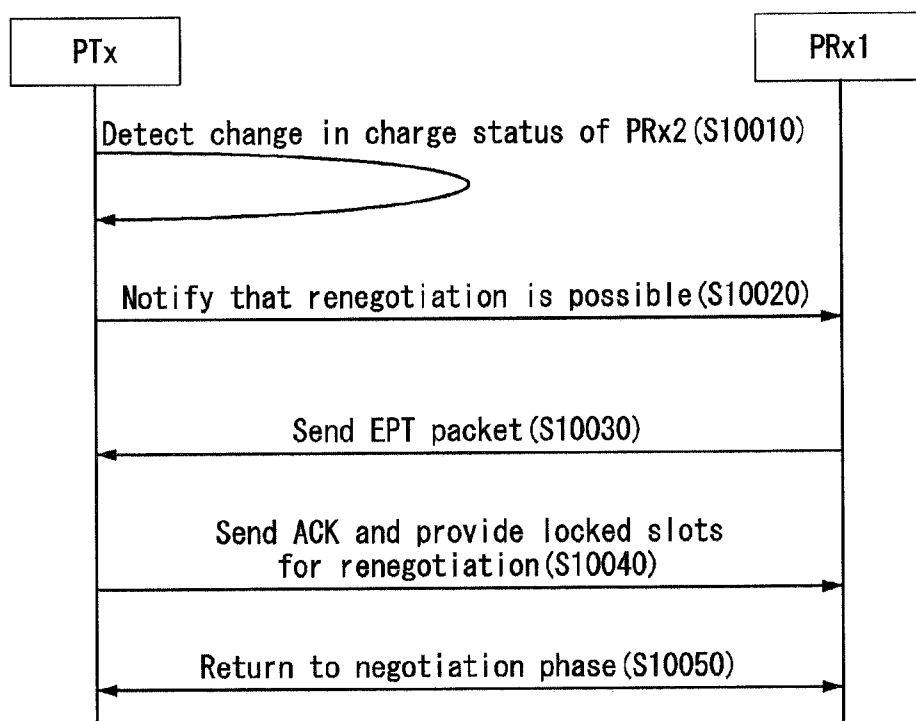 PTx
PRx1
Detect change in charge status of PRx2(S10010)
Notify that renegotiation is possible(S10020)
Send EPT packet(S10030)
Send ACK and provide locked slots
for renegotiation(S10040)
Return to negotiation phase(S10050)